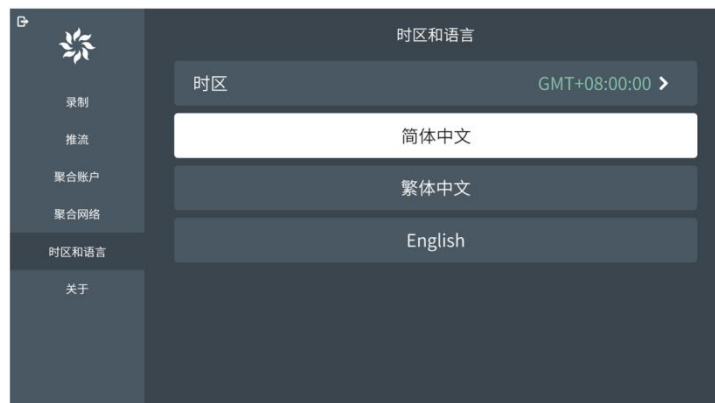 录制
推流
聚合账户
聚合网络
时区和语言
关于
时区和语言
时区 GMT+08:00:00
简体中文
繁体中文
English